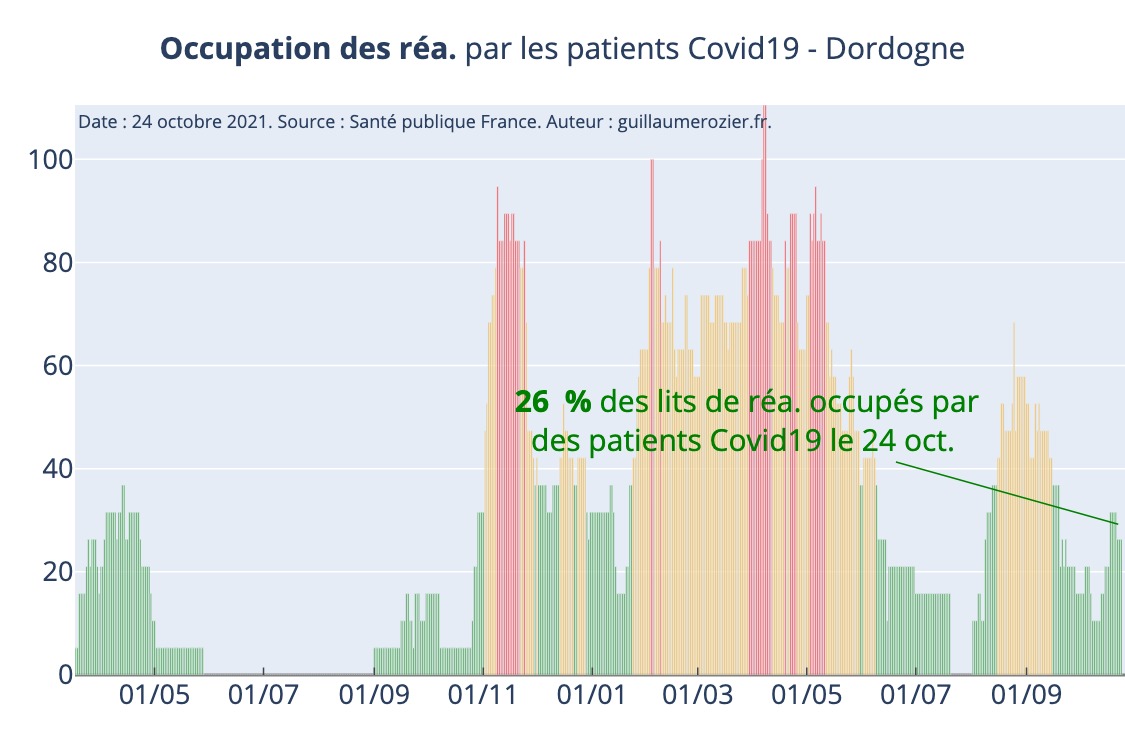 Occupation des réa. par les patients Covid19 - Dordogne
Date : 24 octobre 2021. Source : Santé publique France. Auteur : guillaumerozier.fr.
100
80
60
26 % des lits de réa. occupés par
des patients Covid19 le 24 oct.
40
20
0
01/05 01/07 01/09 01/11 01/01 01/03 01/05 01/07 01/09